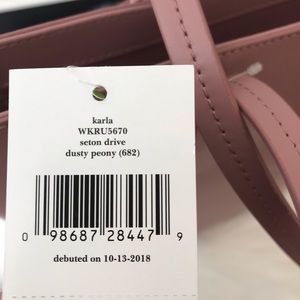 karla
WKRU5670
seton drive
dusty peony (682)
0 98687 28447 9
debuted on 10-13-2018